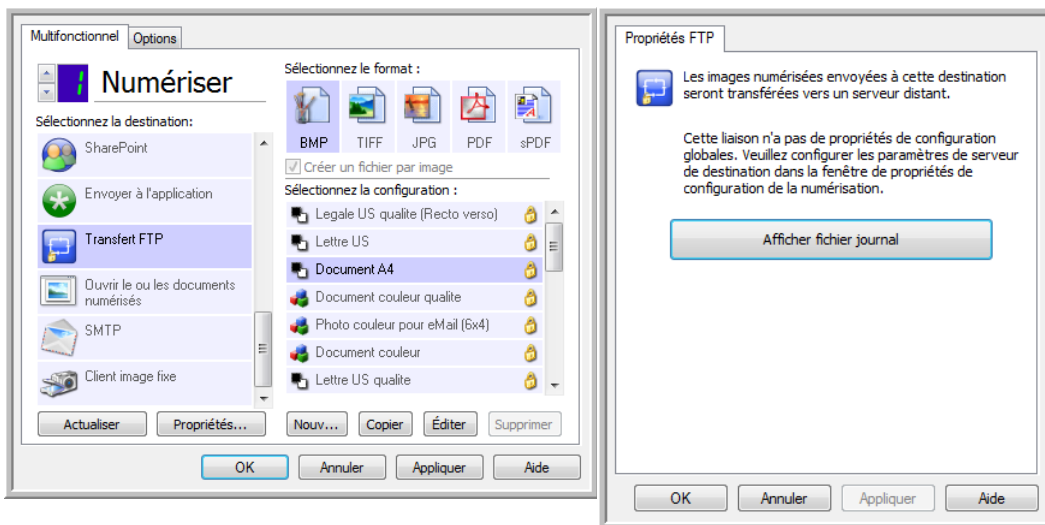 Multifonctionnel
Options
1
Numériser
Sélectionnez la destination:
SharePoint
Envoyer à l'application
Transfert FTP
Ouvrir le ou les documents
numérisés
SMTP
Client image fixe
Actualiser
Propriétés...
Sélectionnez le format :
BMP
TIFF
JPG
PDF
sPDF
Créer un fichier par image
Sélectionnez la configuration :
Legale US qualite (Recto verso)
Lettre US
Document A4
Document couleur qualite
Photo couleur pour eMail (6x4)
Document couleur
Lettre US qualite
Nouv...
Copier
Éditer
Supprimer
OK
Annuler
Appliquer
Aide
Propriétés FTP
Les images numérisées envoyées à cette destination
seront transférées vers un serveur distant.
Cette liaison n'a pas de propriétés de configuration
globales. Veuillez configurer les paramètres de serveur
de destination dans la fenêtre de propriétés de
configuration de la numérisation.
Afficher fichier journal
OK
Annuler
Appliquer
Aide